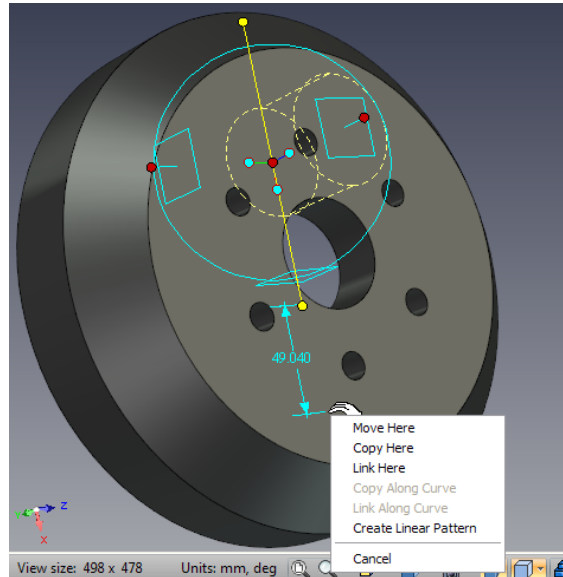 49.040
Move Here
Copy Here
Link Here
Copy Along Curve
Link Along Curve
Create Linear Pattern
Cancel
z
x
View size: 498 x 478 Units: mm, deg